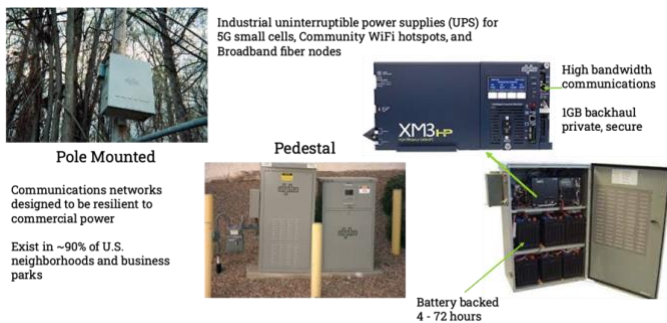 Industrial uninterruptible power supplies (UPS) for
5G small cells, Community WiFi hotspots, and
Broadband fiber nodes
High bandwidth
communications
1GB backhaul
private, secure
XM3 HP
Pole Mounted
Pedestal
Communications networks
designed to be resilient to
commercial power
Exist in ~90% of U.S.
neighborhoods and business
parks
Battery backed
4 - 72 hours